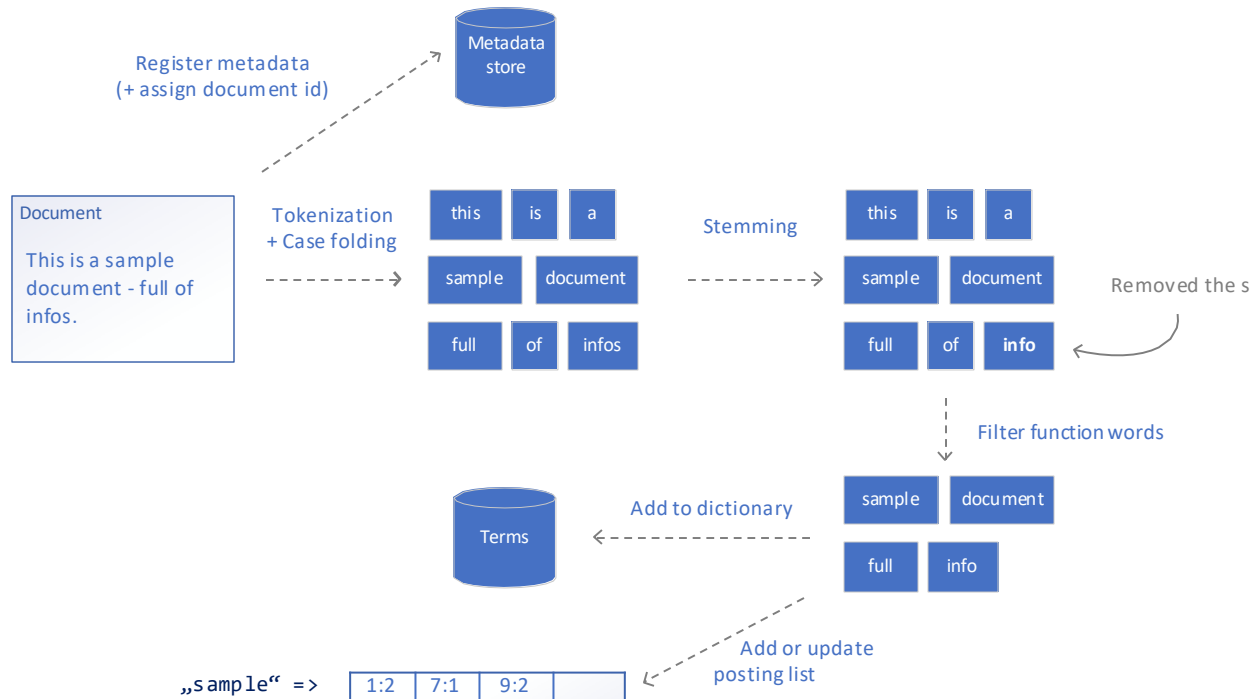 Metadata
store
Register metadata
(+ assign document id)
Document
This is a sample
document - full of
infos.
Tokenization
+ Case folding
this is a
sample document
full of infos
Stemming
this is a
sample document
full of info
Removed the s
Filter function words
sample document
full info
Add to dictionary
Terms
Add or update
posting list
„sample“ => 1:2 7:1 9:2